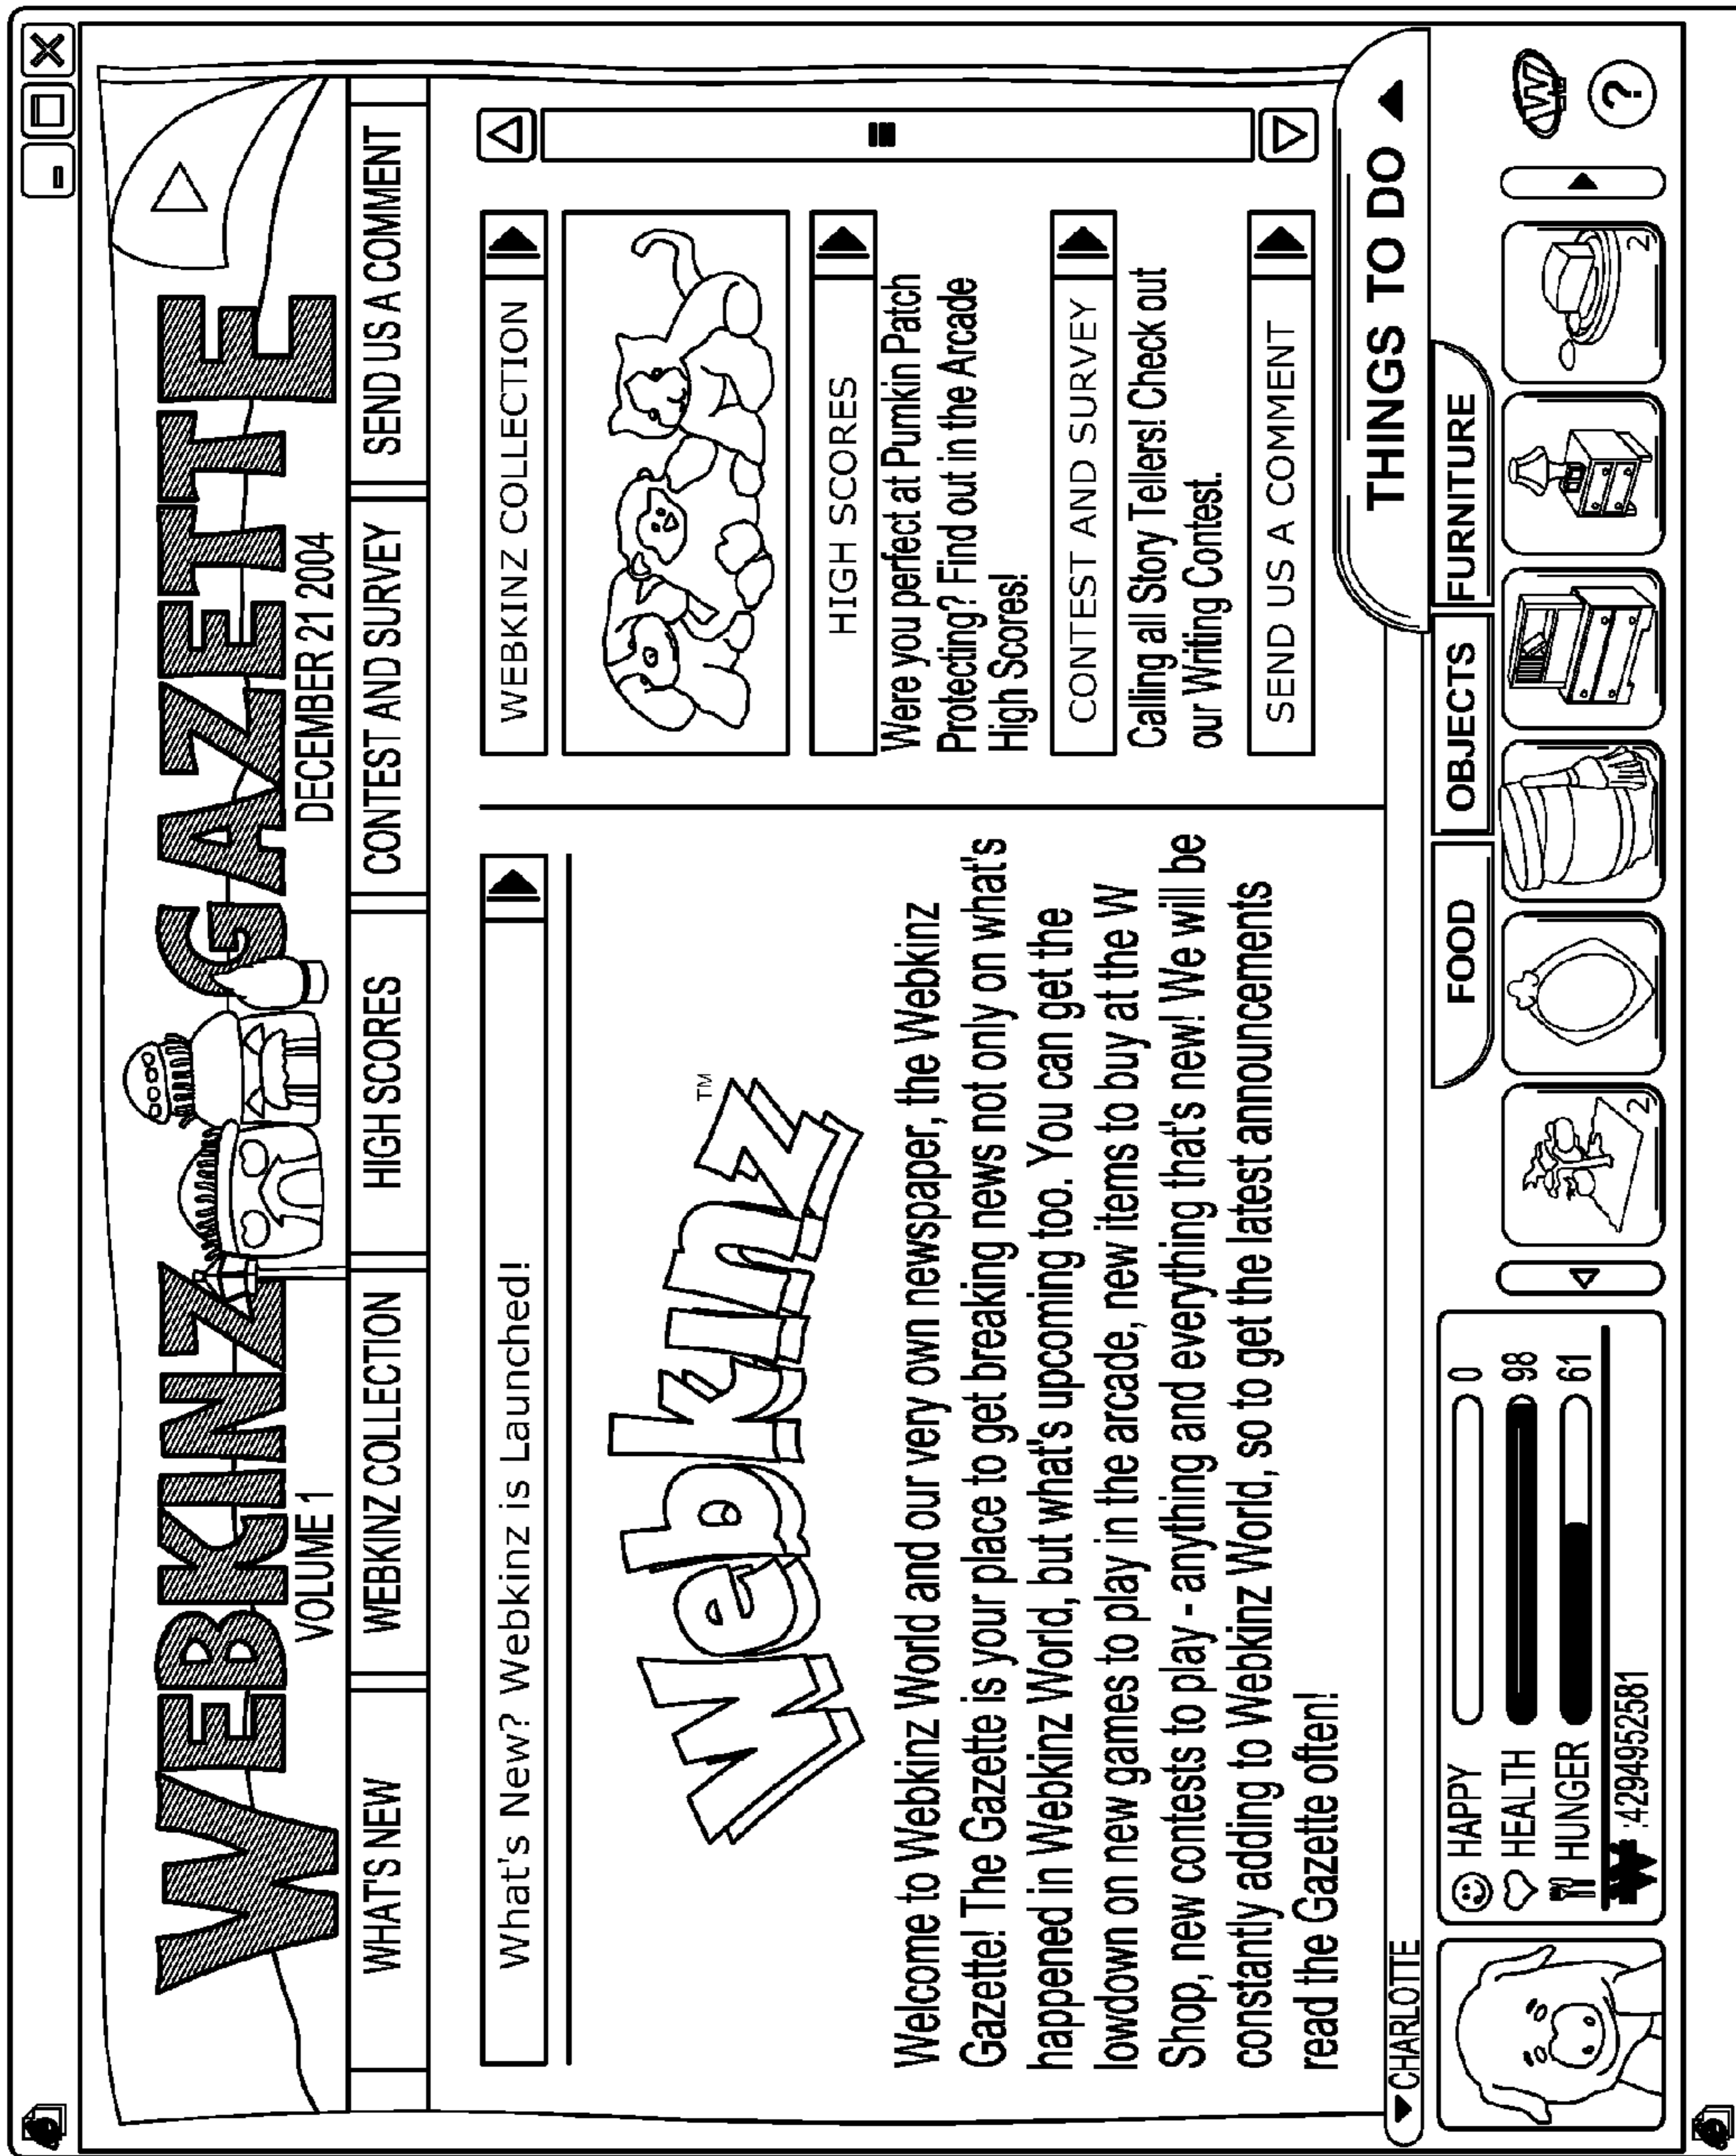 WEBKINZ GAZETTE
VOLUME 1
DECEMBER 21 2004
WHAT'S NEW
WEBKINZ COLLECTION
HIGH SCORES
CONTEST AND SURVEY
SEND US A COMMENT
What's New? Webkinz is Launched!
Webkinz™
Welcome to Webkinz World and our very own newspaper, the Webkinz
Gazette! The Gazette is your place to get breaking news not only on what's
happened in Webkinz World, but what's upcoming too. You can get the
lowdown on new games to play in the arcade, new items to buy at the W
Shop, new contests to play - anything and everything that's new! We will be
constantly adding to Webkinz World, so to get the latest announcements
read the Gazette often!
WEBKINZ COLLECTION
HIGH SCORES
Were you perfect at Pumkin Patch
Protecting? Find out in the Arcade
High Scores!
CONTEST AND SURVEY
Calling all Story Tellers! Check out
our Writing Contest.
SEND US A COMMENT
THINGS TO DO
CHARLOTTE
HAPPY 0
HEALTH 98
HUNGER 61
:4294952581
FOOD
OBJECTS
FURNITURE
2
2
W
?